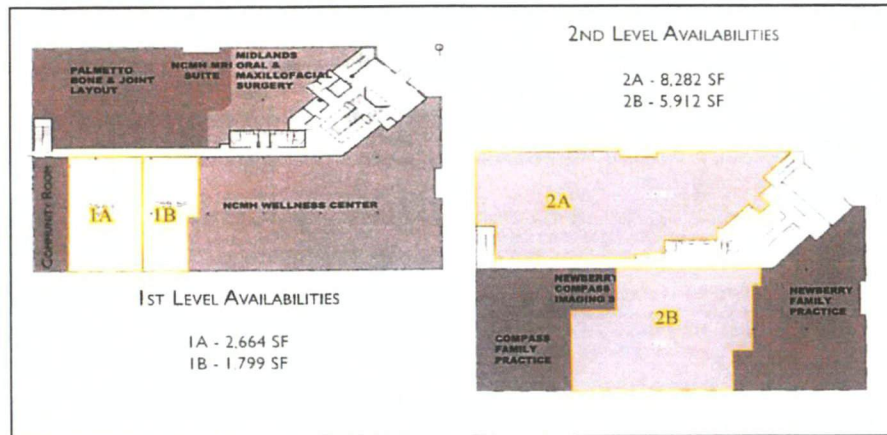 PALMETTO
BONE & JOINT
LAYOUT
NCMH MRI
SUITE
MIDLANDS
ORAL &
MAXILLOFACIAL
SURGERY
COMMUNITY ROOM
1A
1B
NCMH WELLNESS CENTER
1ST LEVEL AVAILABILITIES
1A - 2,664 SF
1B - 1.799 SF
2ND LEVEL AVAILABILITIES
2A - 8,282 SF
2B - 5,912 SF
2A
NEWBERRY
COMPASS
IMAGING S
2B
COMPASS
FAMILY
PRACTICE
NEWBERRY
FAMILY
PRACTICE